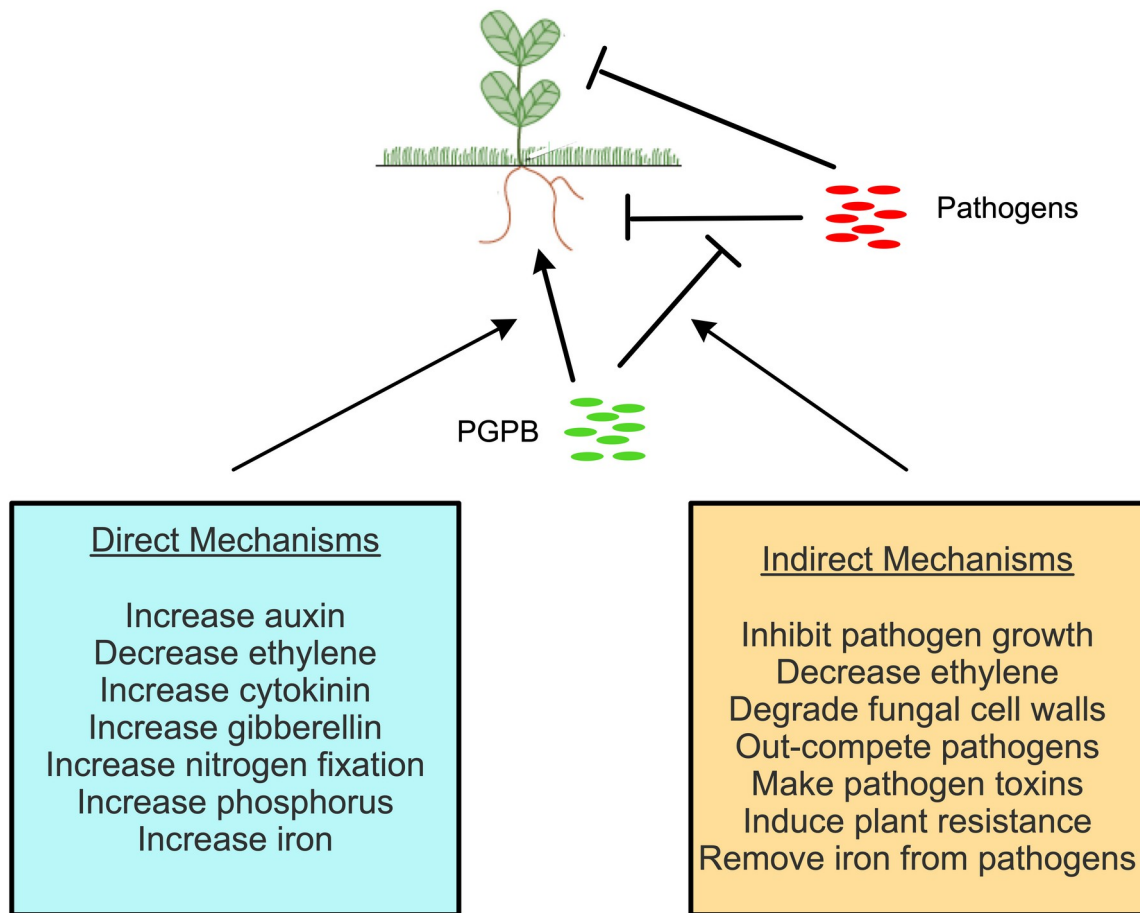 Pathogens
PGPB
Direct Mechanisms
Increase auxin
Decrease ethylene
Increase cytokinin
Increase gibberellin
Increase nitrogen fixation
Increase phosphorus
Increase iron
Indirect Mechanisms
Inhibit pathogen growth
Decrease ethylene
Degrade fungal cell walls
Out-compete pathogens
Make pathogen toxins
Induce plant resistance
Remove iron from pathogens